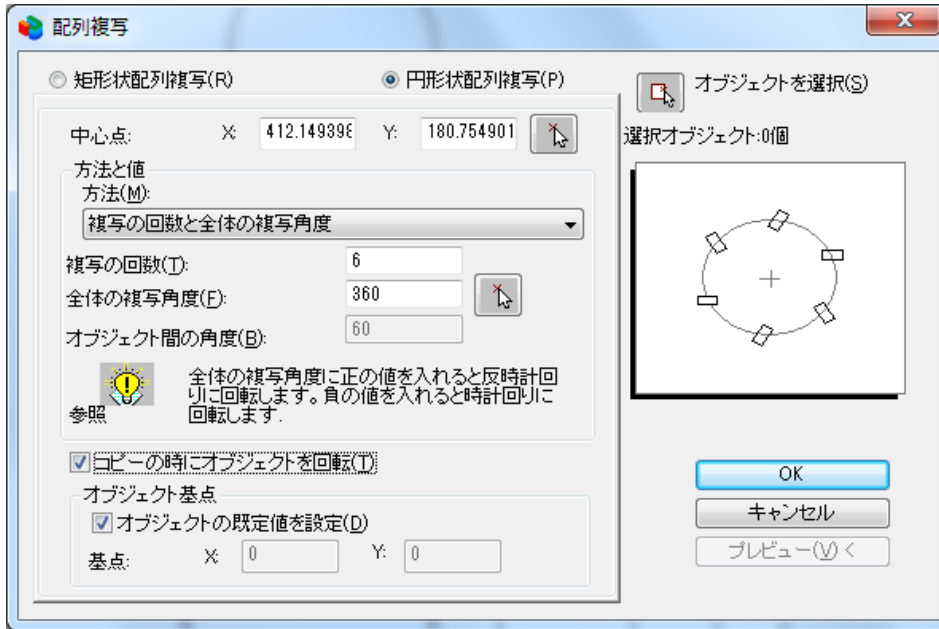 配列複写
矩形状配列複写(R)
円形状配列複写(P)
オブジェクトを選択(S)
中心点:
X:
412.149398
Y:
180.754901
選択オブジェクト:0個
方法と値
方法(M):
複写の回数と全体の複写角度
複写の回数(T):
6
全体の複写角度(F):
360
オブジェクト間の角度(B):
60
参照
全体の複写角度に正の値を入れると反時計回
りに回転します。負の値を入れると時計回りに
回転します.
コピーの時にオブジェクトを回転(T)
オブジェクト基点
オブジェクトの既定値を設定(D)
基点:
X:
0
Y:
0
OK
キャンセル
プレビュー(V) <